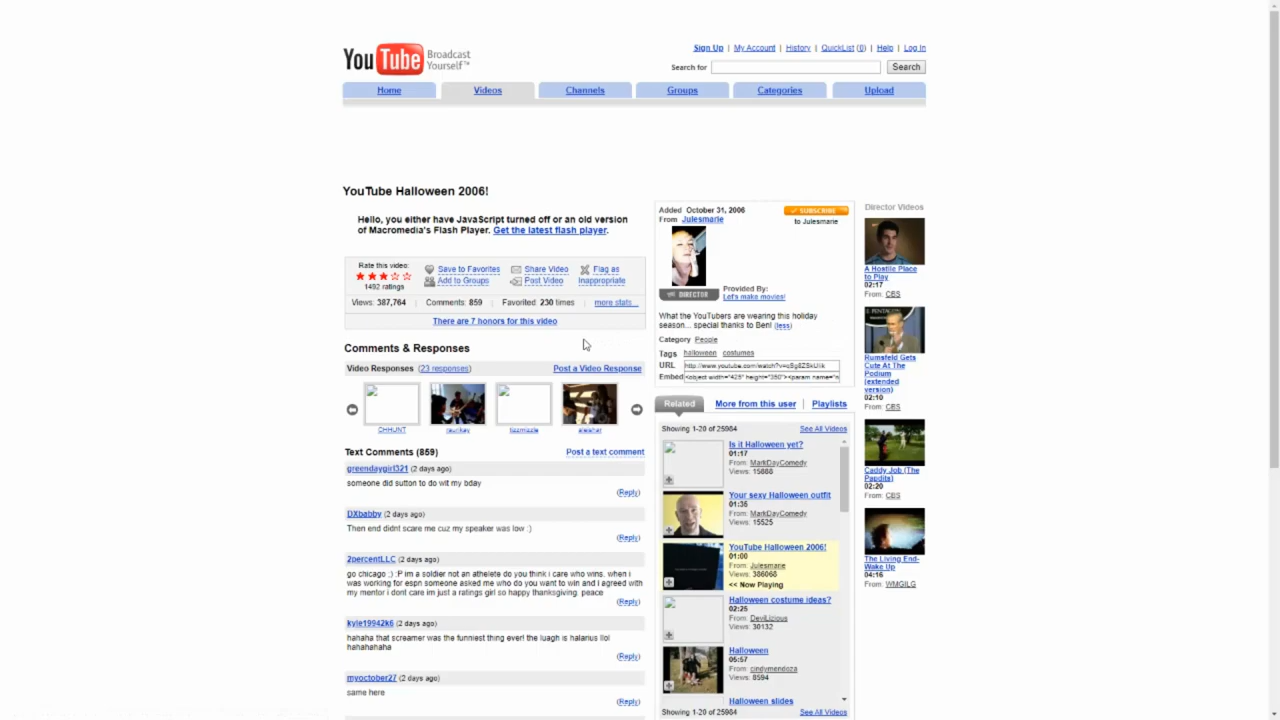 YouTube Broadcast Yourself™
Sign Up | My Account | History | QuickList (0) | Help | Log In
Search for Search
Home Videos Channels Groups Categories Upload
YouTube Halloween 2006!
Hello, you either have JavaScript turned off or an old version
of Macromedia's Flash Player. Get the latest flash player.
Rate this video:
1492 ratings
Save to Favorites Share Video Flag as
Add to Groups Post Video Inappropriate
Views: 387,764 | Comments: 859 | Favorited 230 times | more stats...
There are 7 honors for this video
Comments & Responses
Video Responses (23 responses) Post a Video Response
CHHUNT
Text Comments (859) Post a text comment
greendaygirl321 (2 days ago)
someone did sutton to do wit my bday
(Reply)
DXbabby (2 days ago)
Then end didnt scare me cuz my speaker was low :)
(Reply)
2percentLLC (2 days ago)
go chicago ;) :P im a soldier not an athelete do you think i care who wins. when i
was working for espn someone asked me who do you want to win and I agreed with
my mentor i dont care im just a ratings girl so happy thanksgiving. peace
(Reply)
kyle19942k6 (2 days ago)
hahaha that screamer was the funniest thing ever! the luagh is halarius llol
hahahahaha
(Reply)
myoctober27 (2 days ago)
same here
(Reply)
Added October 31, 2006
From Julesmarie
SUBSCRIBE
to Julesmarie
DIRECTOR
Provided By:
Let's make movies!
What the YouTubers are wearing this holiday
season... special thanks to Ben! (less)
Category People
Tags halloween costumes
URL
Embed <object width="425" height="350"><param name="m
Related More from this user | Playlists
Showing 1-20 of 25984 See All Videos
Is it Halloween yet?
01:17
From: MarkDayComedy
Views: 15888
Your sexy Halloween outfit
01:35
From: MarkDayComedy
Views: 15525
YouTube Halloween 2006!
01:00
From: Julesmarie
Views: 386068
<< Now Playing
Halloween costume ideas?
02:25
From: DeviLicious
Views: 30132
Halloween
05:57
From: cindymendoza
Views: 8594
Halloween slides
Showing 1-20 of 25984 See All Videos
Director Videos
A Hostile Place
to Play
02:17
From: CBS
Rumsfeld Gets
Cute At The
Podium
(extended
version)
02:10
From: CBS
Caddy Job (The
Papdits)
02:20
From: CBS
The Living End-
Wake Up
04:16
From: WMGILG